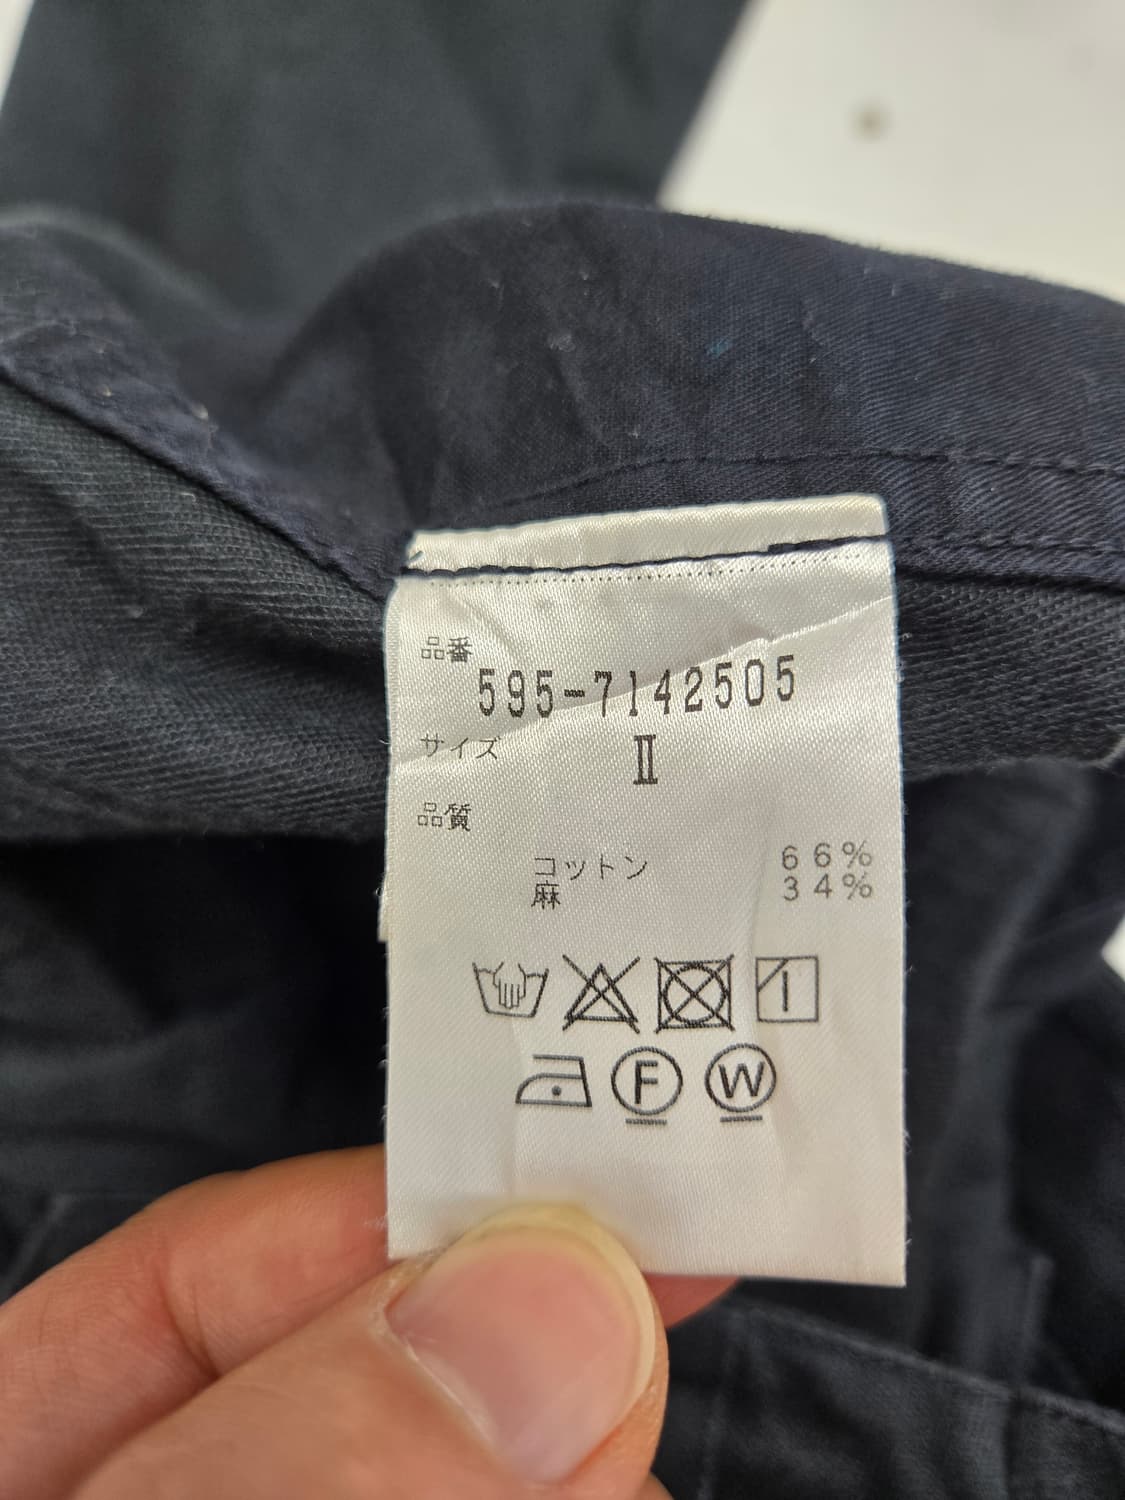 品番
595-7142505
サイズ II
品質
コットン 66%
麻 34%
F W